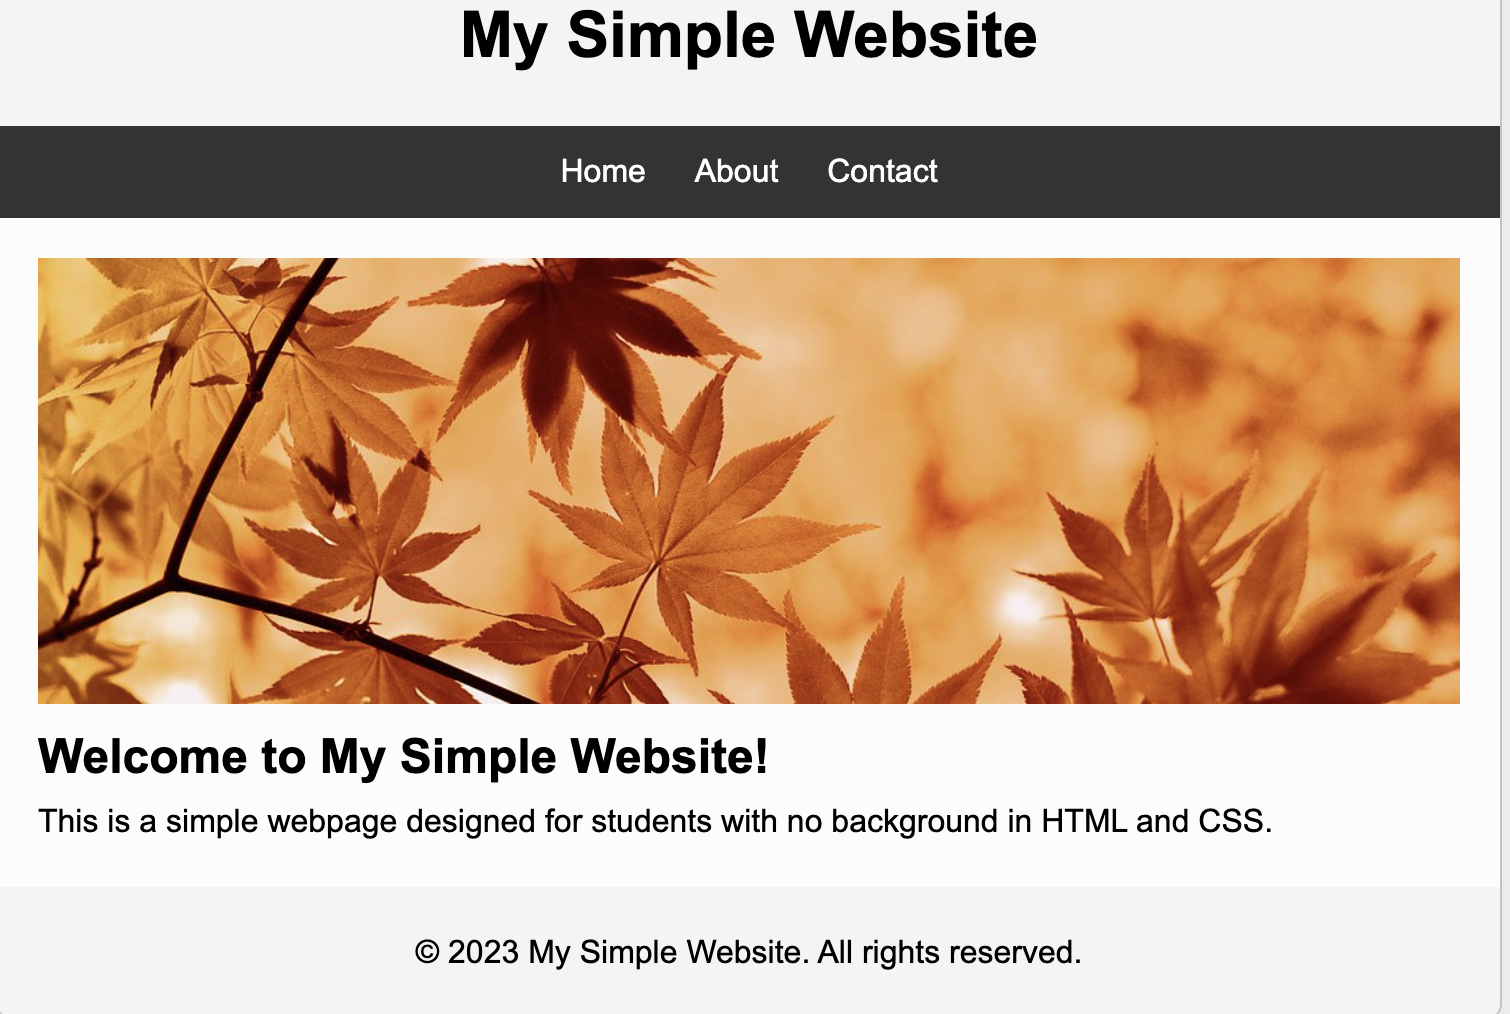 My Simple Website
Home About Contact
Welcome to My Simple Website!
This is a simple webpage designed for students with no background in HTML and CSS.
© 2023 My Simple Website. All rights reserved.